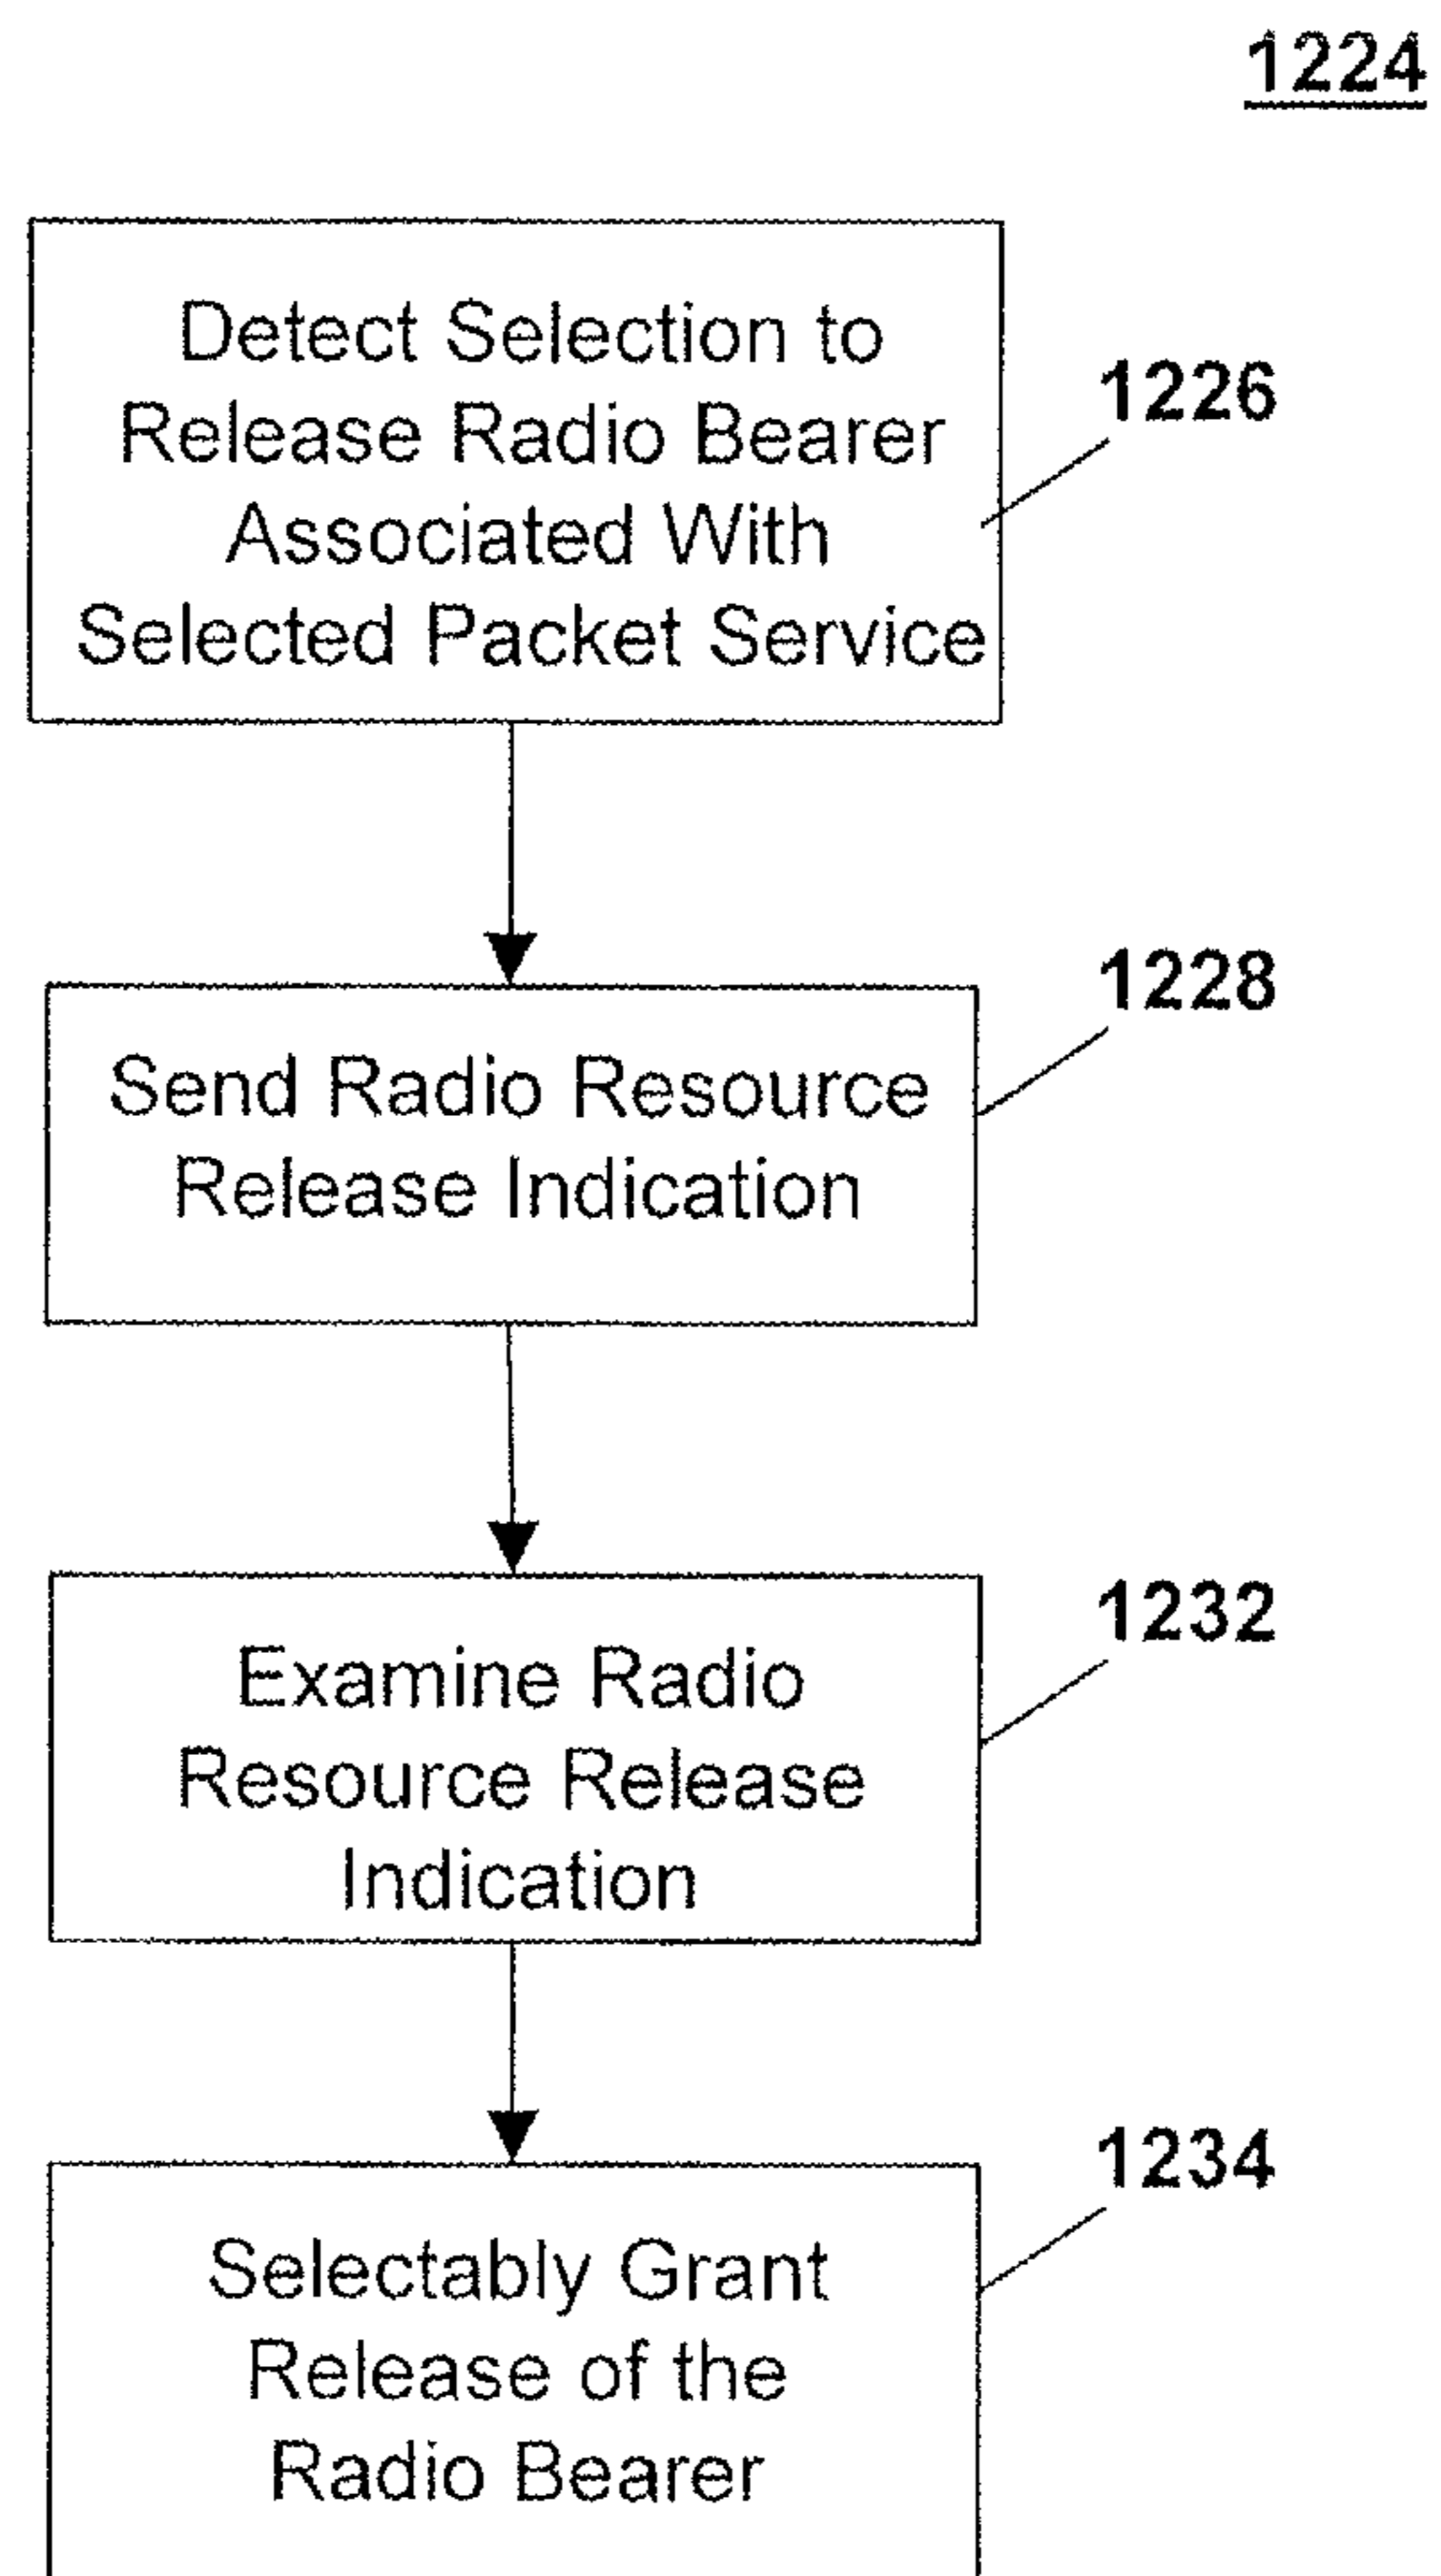 1224
Detect Selection to
Release Radio Bearer
Associated With
Selected Packet Service
1226
Send Radio Resource
Release Indication
1228
Examine Radio
Resource Release
Indication
1232
Selectably Grant
Release of the
Radio Bearer
1234